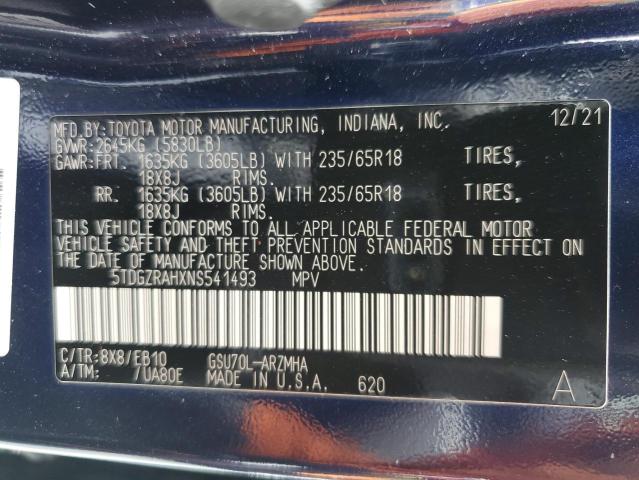 MFD. BY: TOYOTA MOTOR MANUFACTURING, INDIANA, INC. 12/21
GVWR: 2645KG (5830LB)
GAWR: FRT. 1635KG (3605LB) WITH 235/65R18 TIRES,
18X8J RIMS.
RR. 1635KG (3605LB) WITH 235/65R18 TIRES,
18X8J RIMS.
THIS VEHICLE CONFORMS TO ALL APPLICABLE FEDERAL MOTOR
VEHICLE SAFETY AND THEFT PREVENTION STANDARDS IN EFFECT ON
THE DATE OF MANUFACTURE SHOWN ABOVE.
5TDGZRAHXNS541493 MPV
C/TR: 8X8/EB10 GSU70L-ARZMHA
A/TM: /UA80E MADE IN U.S.A. 620 A